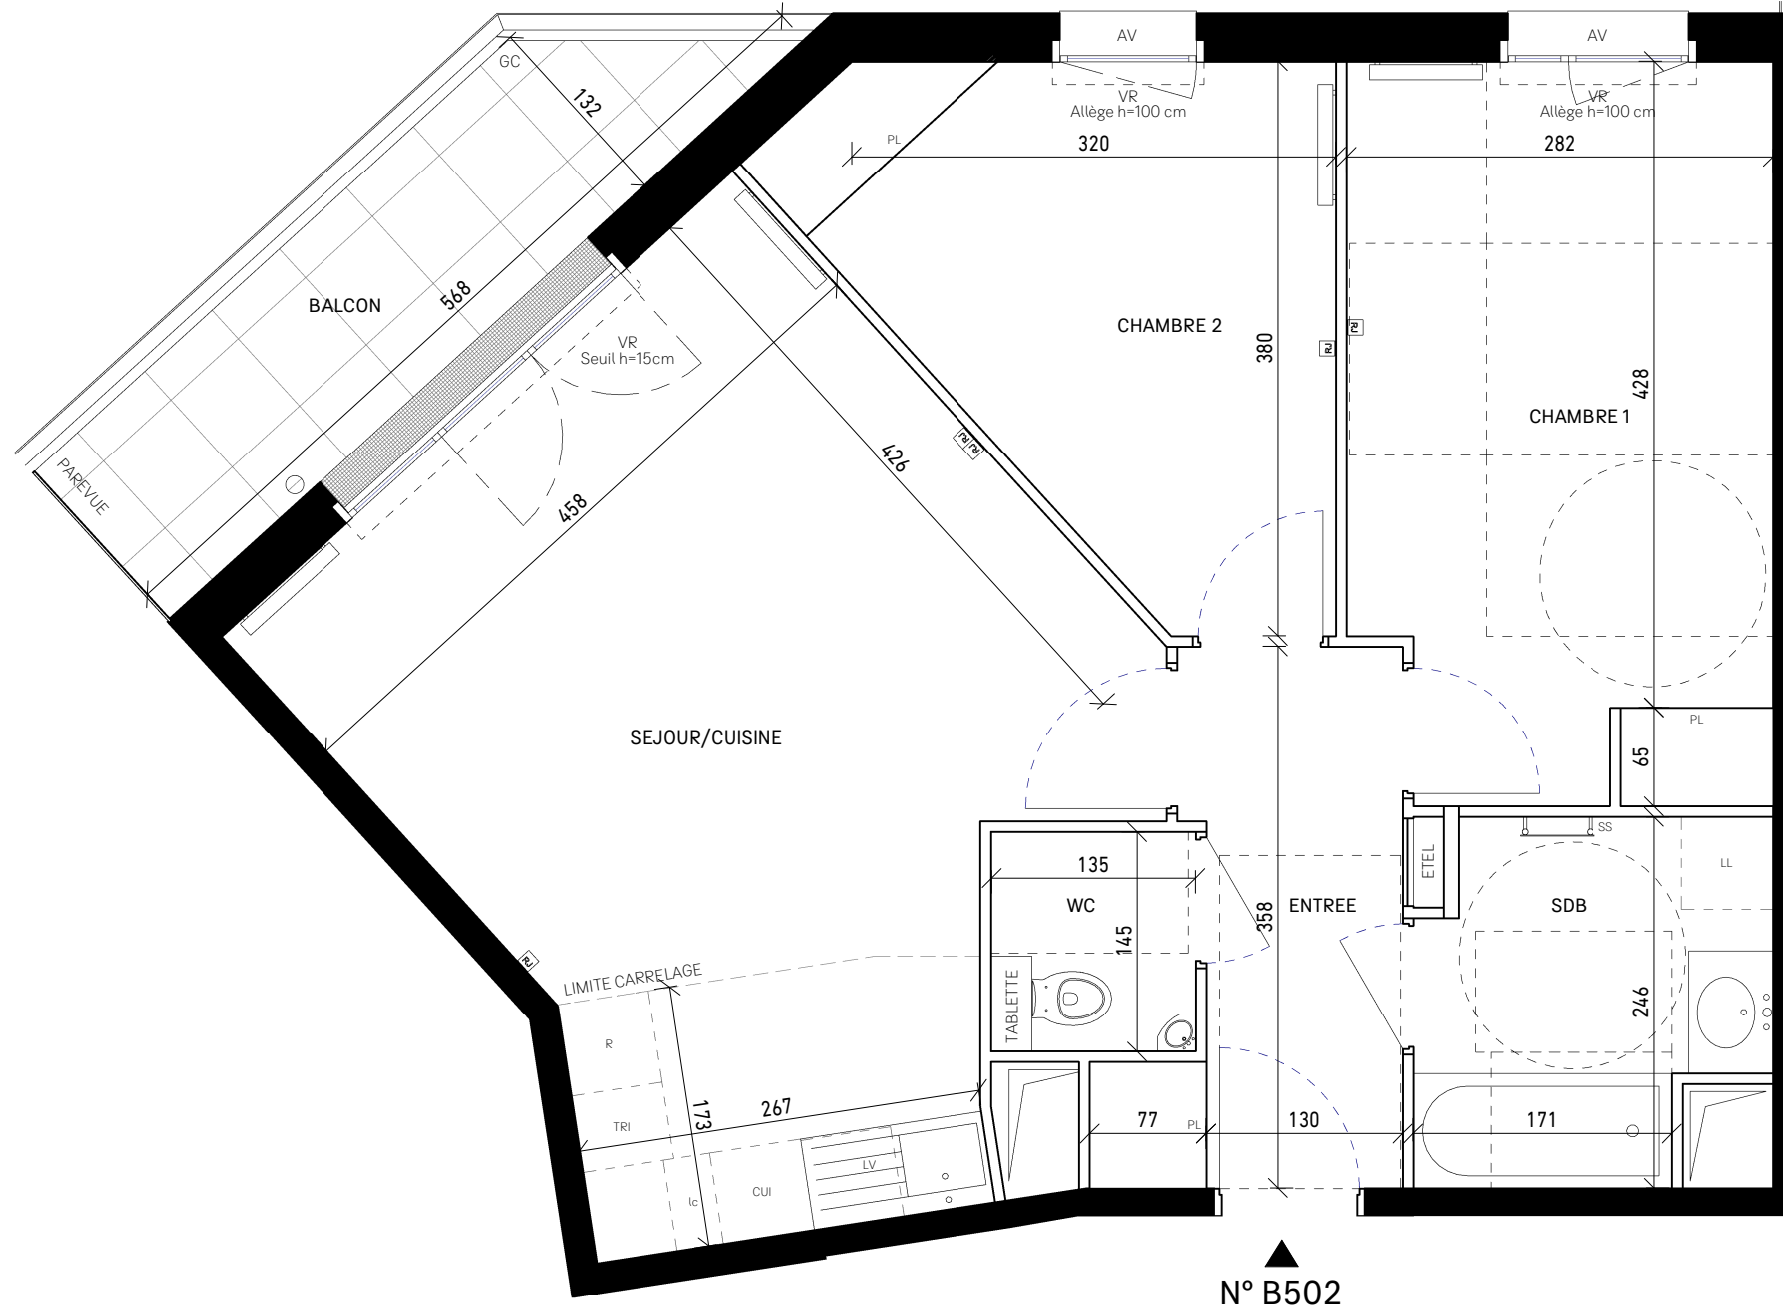 AV
AV
GC
VR
Allège h=100 cm
VR
Allège h=100 cm
132
PL
320
282
BALCON
568
VR
Seuil h=15cm
CHAMBRE 2
RJ
RJ
380
428
CHAMBRE 1
RJ
RJ
426
PAREVUE
458
SEJOUR/CUISINE
PL
65
135
WC
145
358
ENTREE
ETEL
SS
LL
SDB
246
RJ
LIMITE CARRELAGE
TABLETTE
R
TRI
173
267
77
PL
130
171
LV
lc
CUI
N° B502